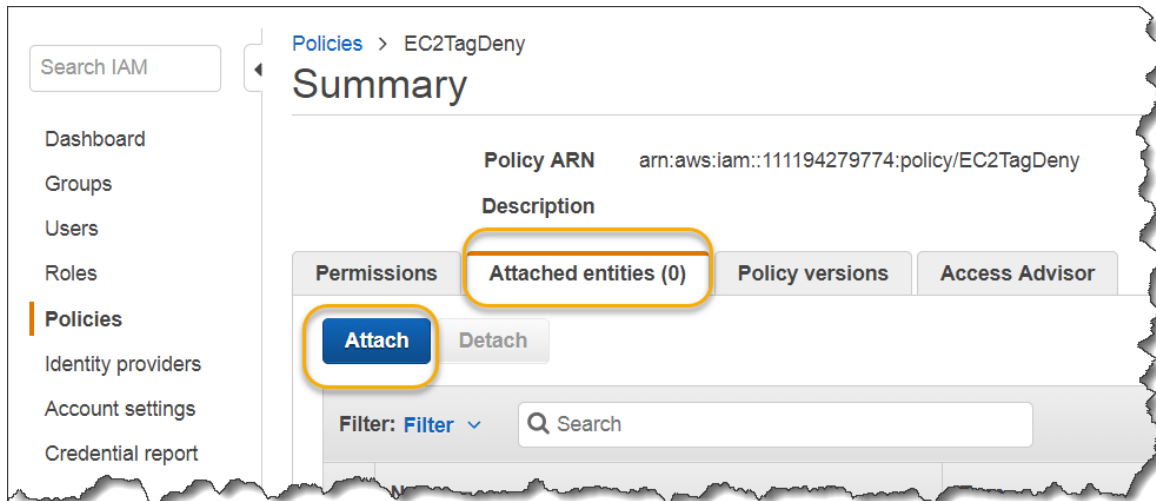 Search IAM
Dashboard
Groups
Users
Roles
Policies
Identity providers
Account settings
Credential report
Policies > EC2TagDeny
Summary
Policy ARN arn:aws:iam::111194279774:policy/EC2TagDeny
Description
Permissions Attached entities (0) Policy versions Access Advisor
Attach Detach
Filter: Filter Search